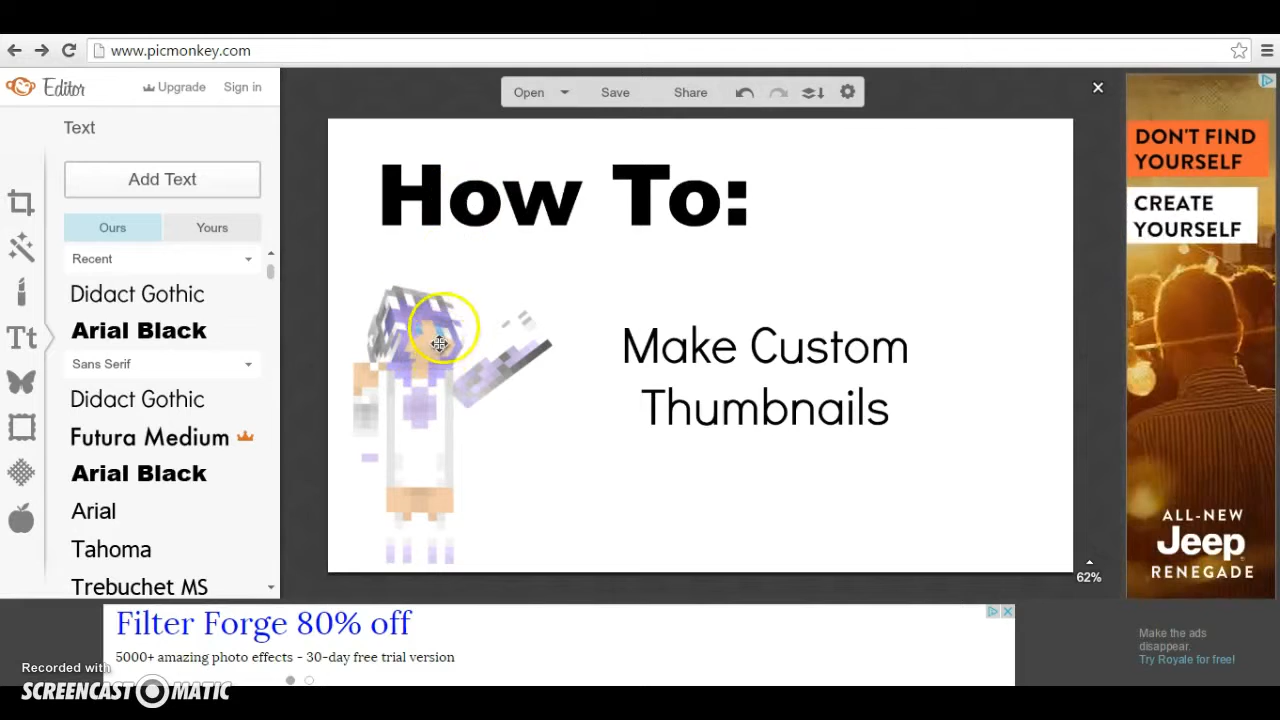 www.picmonkey.com
Editor
Upgrade
Sign in
Open
Save
Share
Text
Add Text
Ours
Yours
Recent
Didact Gothic
Arial Black
Sans Serif
Didact Gothic
Futura Medium
Arial Black
Arial
Tahoma
Trebuchet MS
How To:
Make Custom
Thumbnails
62%
DON'T FIND
YOURSELF
CREATE
YOURSELF
ALL-NEW
Jeep
RENEGADE
Filter Forge 80% off
5000+ amazing photo effects - 30-day free trial version
Make the ads
disappear.
Try Royale for free!
Recorded with
SCREENCAST O MATIC